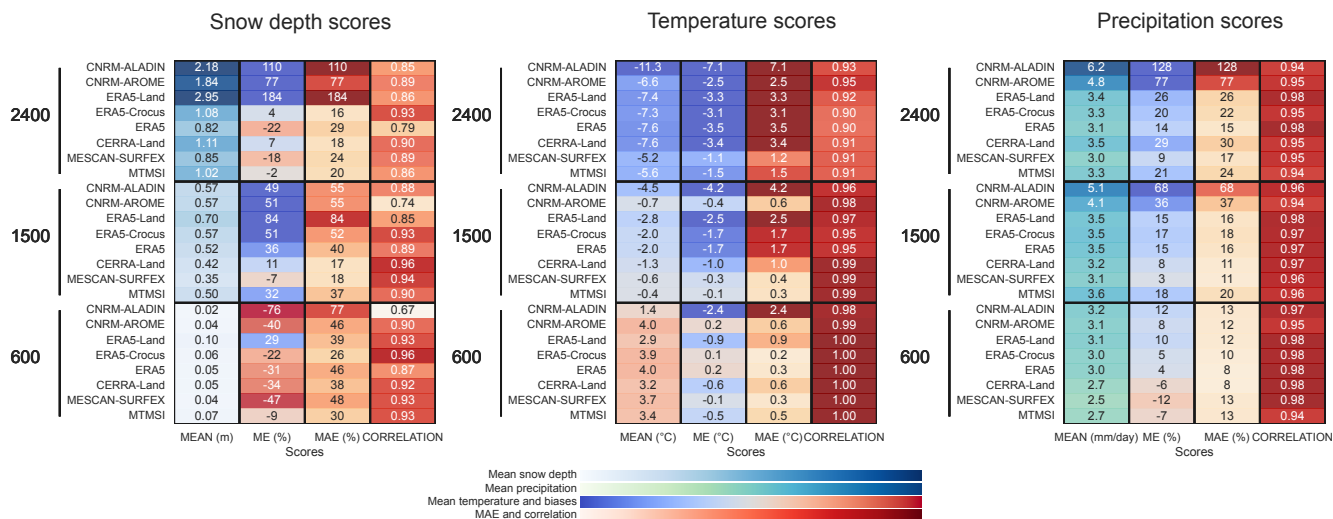 Snow depth scores
Temperature scores
Precipitation scores
2400
CNRM-ALADIN 2.18 110 110 0.85
CNRM-AROME 1.84 77 77 0.89
ERA5-Land 2.95 184 184 0.86
ERA5-Crocus 1.08 4 16 0.93
ERA5 0.82 -22 29 0.79
CERRA-Land 1.11 7 18 0.90
MESCAN-SURFEX 0.85 -18 24 0.89
MTMSI 1.02 -2 20 0.86
1500
CNRM-ALADIN 0.57 49 55 0.88
CNRM-AROME 0.57 51 55 0.74
ERA5-Land 0.70 84 84 0.85
ERA5-Crocus 0.57 51 52 0.93
ERA5 0.52 36 40 0.89
CERRA-Land 0.42 11 17 0.96
MESCAN-SURFEX 0.35 -7 18 0.94
MTMSI 0.50 32 37 0.90
600
CNRM-ALADIN 0.02 -76 77 0.67
CNRM-AROME 0.04 -40 46 0.90
ERA5-Land 0.10 29 39 0.93
ERA5-Crocus 0.06 -22 26 0.96
ERA5 0.05 -31 46 0.87
CERRA-Land 0.05 -34 38 0.92
MESCAN-SURFEX 0.04 -47 48 0.93
MTMSI 0.07 -9 30 0.93
MEAN (m) ME (%) MAE (%) CORRELATION
Scores
2400
CNRM-ALADIN -11.3 -7.1 7.1 0.93
CNRM-AROME -6.6 -2.5 2.5 0.95
ERA5-Land -7.4 -3.3 3.3 0.92
ERA5-Crocus -7.3 -3.1 3.1 0.90
ERA5 -7.6 -3.5 3.5 0.90
CERRA-Land -7.6 -3.4 3.4 0.91
MESCAN-SURFEX -5.2 -1.1 1.2 0.91
MTMSI -5.6 -1.5 1.5 0.91
1500
CNRM-ALADIN -4.5 -4.2 4.2 0.96
CNRM-AROME -0.7 -0.4 0.6 0.98
ERA5-Land -2.8 -2.5 2.5 0.97
ERA5-Crocus -2.0 -1.7 1.7 0.95
ERA5 -2.0 -1.7 1.7 0.95
CERRA-Land -1.3 -1.0 1.0 0.99
MESCAN-SURFEX -0.6 -0.3 0.4 0.99
MTMSI -0.4 -0.1 0.3 0.99
600
CNRM-ALADIN 1.4 -2.4 2.4 0.98
CNRM-AROME 4.0 0.2 0.6 0.99
ERA5-Land 2.9 -0.9 0.9 1.00
ERA5-Crocus 3.9 0.1 0.2 1.00
ERA5 4.0 0.2 0.3 1.00
CERRA-Land 3.2 -0.6 0.6 1.00
MESCAN-SURFEX 3.7 -0.1 0.3 1.00
MTMSI 3.4 -0.5 0.5 1.00
MEAN (°C) ME (°C) MAE (°C) CORRELATION
Scores
2400
CNRM-ALADIN 6.2 128 128 0.94
CNRM-AROME 4.8 77 77 0.95
ERA5-Land 3.4 26 26 0.98
ERA5-Crocus 3.3 20 22 0.95
ERA5 3.1 14 15 0.98
CERRA-Land 3.5 29 30 0.95
MESCAN-SURFEX 3.0 9 17 0.95
MTMSI 3.3 21 24 0.94
1500
CNRM-ALADIN 5.1 68 68 0.96
CNRM-AROME 4.1 36 37 0.94
ERA5-Land 3.5 15 16 0.98
ERA5-Crocus 3.5 17 18 0.96
ERA5 3.5 15 16 0.97
CERRA-Land 3.2 8 11 0.97
MESCAN-SURFEX 3.1 3 11 0.96
MTMSI 3.6 18 20 0.96
600
CNRM-ALADIN 3.2 12 13 0.97
CNRM-AROME 3.1 8 12 0.95
ERA5-Land 3.1 10 12 0.98
ERA5-Crocus 3.0 5 10 0.98
ERA5 3.0 4 8 0.98
CERRA-Land 2.7 -6 8 0.98
MESCAN-SURFEX 2.5 -12 13 0.98
MTMSI 2.7 -7 13 0.94
MEAN (mm/day) ME (%) MAE (%) CORRELATION
Scores
Mean snow depth
Mean precipitation
Mean temperature and biases
MAE and correlation